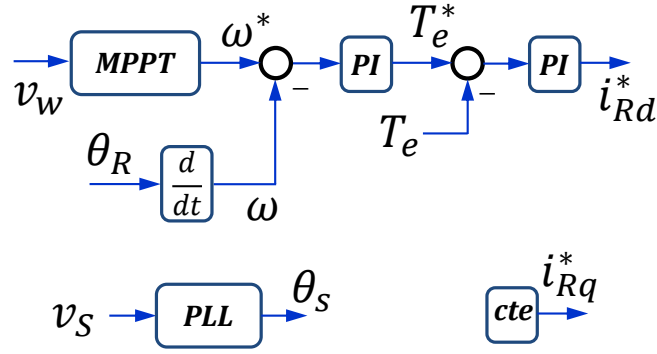 v_w MPPT ω* − PI T_e* − PI i_Rd*
T_e
θ_R d/dt ω
v_S PLL θ_s cte i_Rq*